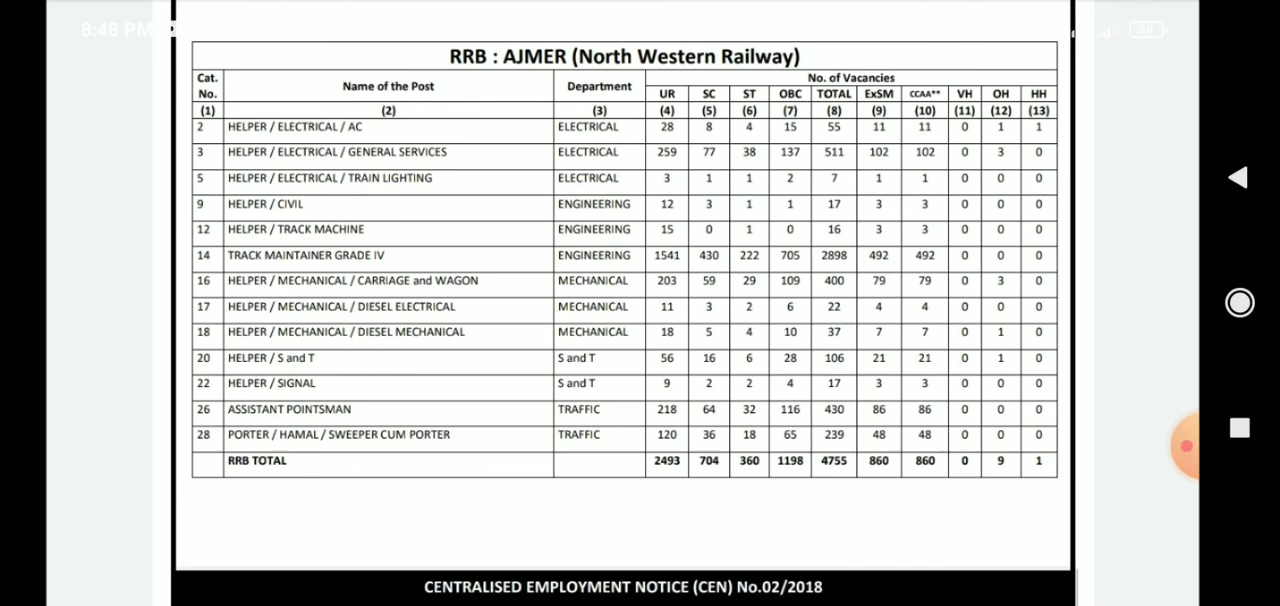 8:48 PM
38
RRB : AJMER (North Western Railway)
Cat. No. Name of the Post Department No. of Vacancies
UR SC ST OBC TOTAL ExSM CCAA** VH OH HH
(1) (2) (3) (4) (5) (6) (7) (8) (9) (10) (11) (12) (13)
2 HELPER / ELECTRICAL / AC ELECTRICAL 28 8 4 15 55 11 11 0 1 1
3 HELPER / ELECTRICAL / GENERAL SERVICES ELECTRICAL 259 77 38 137 511 102 102 0 3 0
5 HELPER / ELECTRICAL / TRAIN LIGHTING ELECTRICAL 3 1 1 2 7 1 1 0 0 0
9 HELPER / CIVIL ENGINEERING 12 3 1 1 17 3 3 0 0 0
12 HELPER / TRACK MACHINE ENGINEERING 15 0 1 0 16 3 3 0 0 0
14 TRACK MAINTAINER GRADE IV ENGINEERING 1541 430 222 705 2898 492 492 0 0 0
16 HELPER / MECHANICAL / CARRIAGE and WAGON MECHANICAL 203 59 29 109 400 79 79 0 3 0
17 HELPER / MECHANICAL / DIESEL ELECTRICAL MECHANICAL 11 3 2 6 22 4 4 0 0 0
18 HELPER / MECHANICAL / DIESEL MECHANICAL MECHANICAL 18 5 4 10 37 7 7 0 1 0
20 HELPER / S and T S and T 56 16 6 28 106 21 21 0 1 0
22 HELPER / SIGNAL S and T 9 2 2 4 17 3 3 0 0 0
26 ASSISTANT POINTSMAN TRAFFIC 218 64 32 116 430 86 86 0 0 0
28 PORTER / HAMAL / SWEEPER CUM PORTER TRAFFIC 120 36 18 65 239 48 48 0 0 0
RRB TOTAL 2493 704 360 1198 4755 860 860 0 9 1
CENTRALISED EMPLOYMENT NOTICE (CEN) No.02/2018